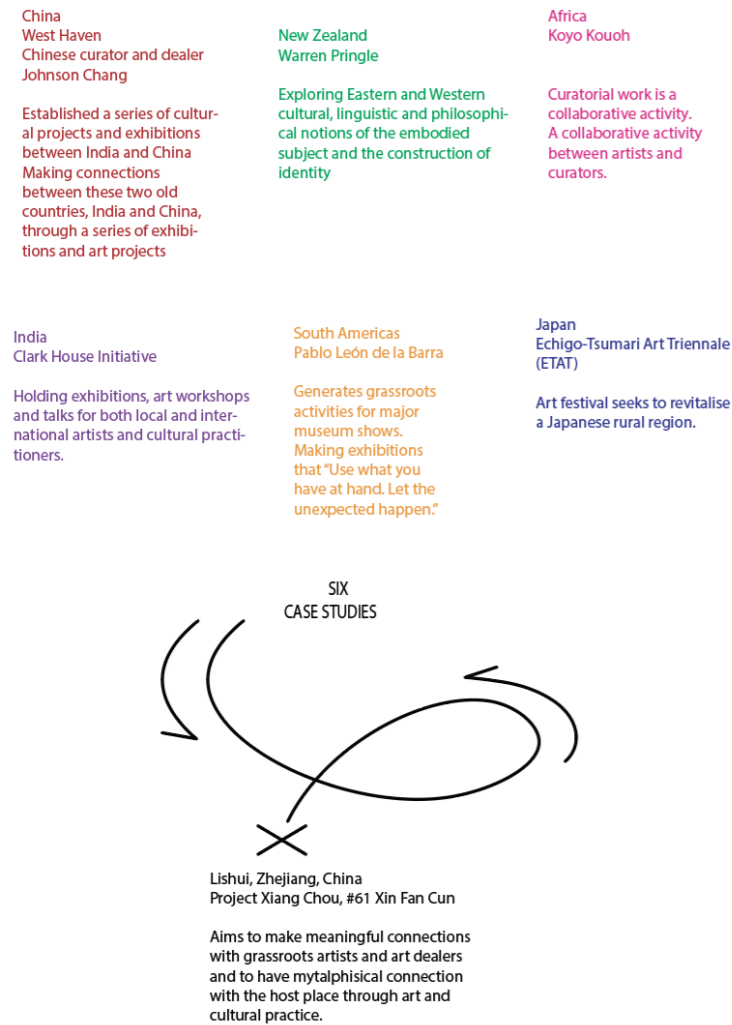 China
West Haven
Chinese curator and dealer
Johnson Chang
Established a series of cultur-
al projects and exhibitions
between India and China
Making connections
between these two old
countries, India and China,
through a series of exhibi-
tions and art projects
New Zealand
Warren Pringle
Exploring Eastern and Western
cultural, linguistic and philosophi-
cal notions of the embodied
subject and the construction of
identity
Africa
Koyo Kouoh
Curatorial work is a
collaborative activity.
A collaborative activity
between artists and
curators.
India
Clark House Initiative
Holding exhibitions, art workshops
and talks for both local and inter-
national artists and cultural practi-
tioners.
South Americas
Pablo León de la Barra
Generates grassroots
activities for major
museum shows.
Making exhibitions
that “Use what you
have at hand. Let the
unexpected happen.”
Japan
Echigo-Tsumari Art Triennale
(ETAT)
Art festival seeks to revitalise
a Japanese rural region.
SIX
CASE STUDIES
Lishui, Zhejiang, China
Project Xiang Chou, #61 Xin Fan Cun
Aims to make meaningful connections
with grassroots artists and art dealers
and to have mytalphisical connection
with the host place through art and
cultural practice.